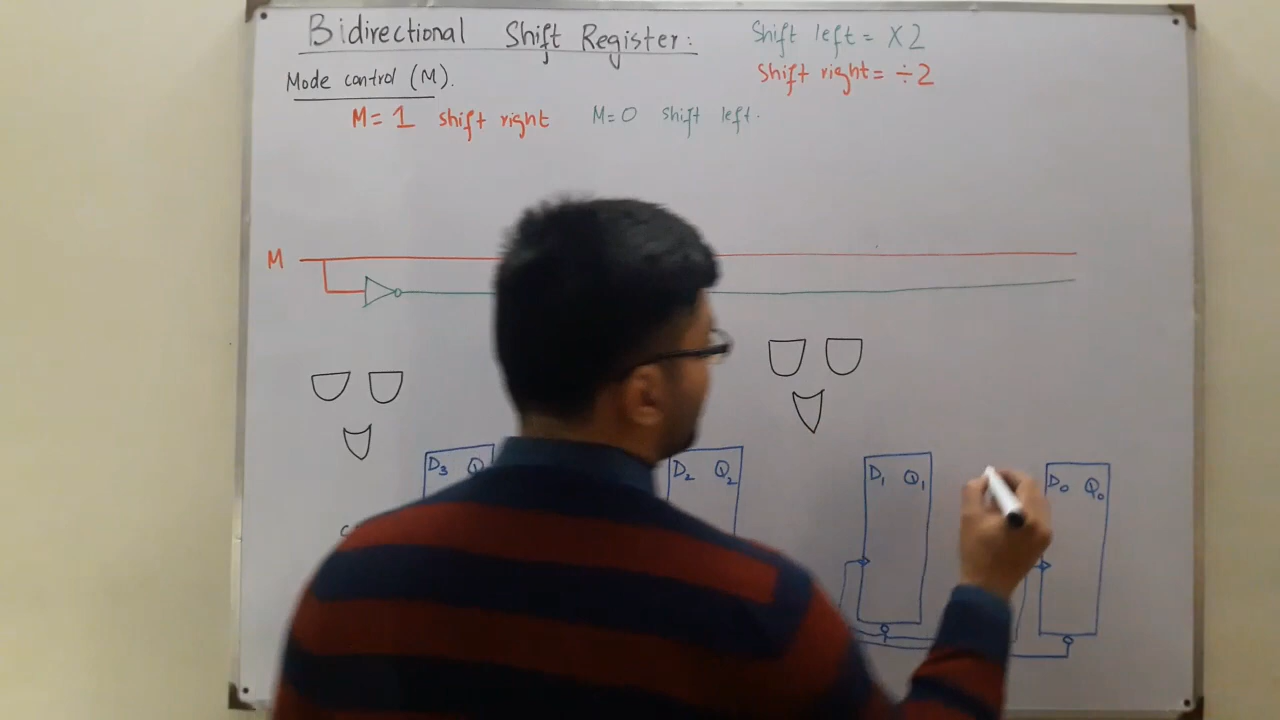 Bidirectional Shift Register:
Shift left = X2
Shift right = ÷2
Mode control (M).
M = 1 shift right M = 0 shift left.
M
D₃ Q D₂ Q₂ D₁ Q₁ D₀ Q₀